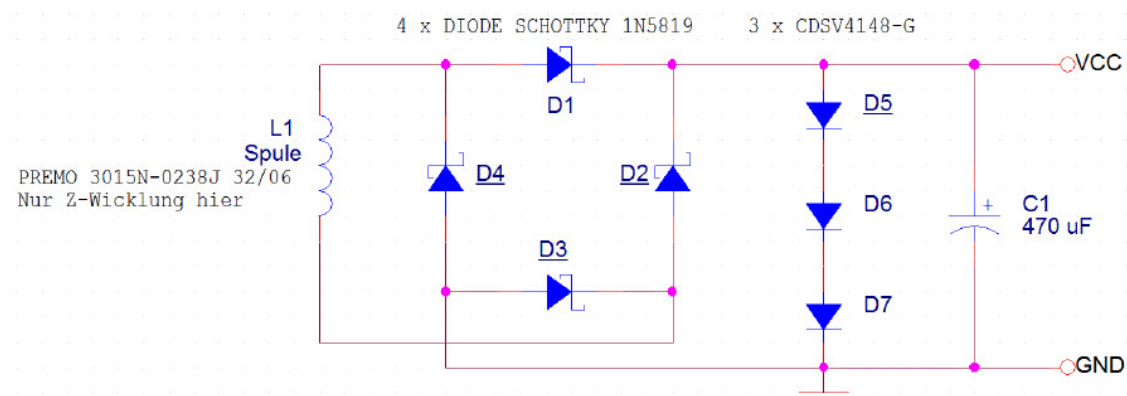 4 x DIODE SCHOTTKY 1N5819
3 x CDSV4148-G
VCC
D1
D5
L1
Spule
PREMO 3015N-0238J 32/06
Nur Z-Wicklung hier
D4
D2
D6
+
C1
470 uF
D3
D7
GND